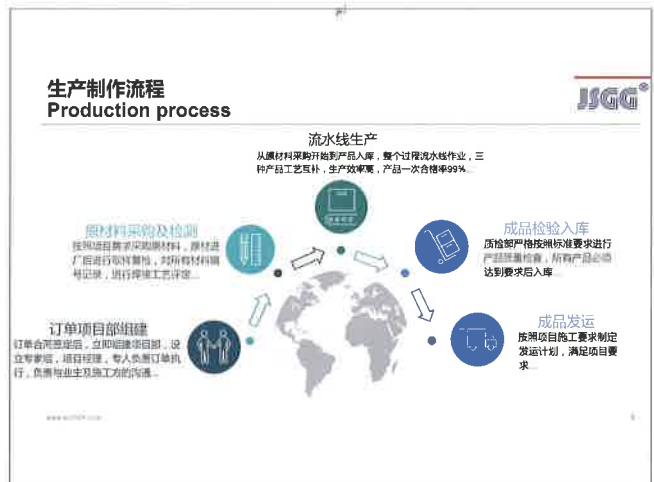 生产制作流程
Production process
JSGG®
流水线生产
从原材料采购开始到产品入库，整个过程流水线作业，三
种产品工艺互补，生产效率高，产品一次合格率99%...
原材料采购及检测
按照项目需求采购原材料，原材进
厂后进行取样复检，对所有材料编
号记录，进行焊接工艺评定...
成品检验入库
质检部严格按照标准要求进行
产品质量检查，所有产品必须
达到要求后入库...
订单项目部组建
订单合同签定后，立即组建项目部，设
立专家组，项目经理，专人负责订单执
行，负责与业主及施工方的沟通...
成品发运
按照项目施工要求制定
发运计划，满足项目要
求...